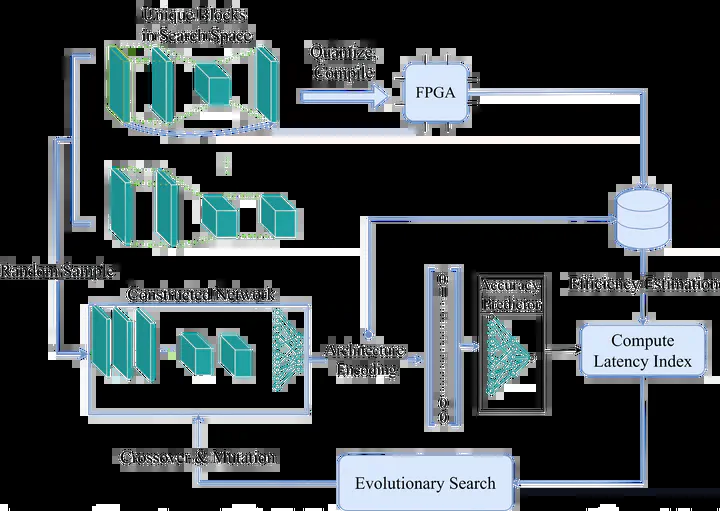 Unique Blocks
in Search Space
Quantize,
Compile
FPGA
Random Sample
Efficiency Estimation
Constructed Network
Accuracy
Predictor
Compute
Latency Index
Architecture
Encoding
Crossover & Mutation
Evolutionary Search